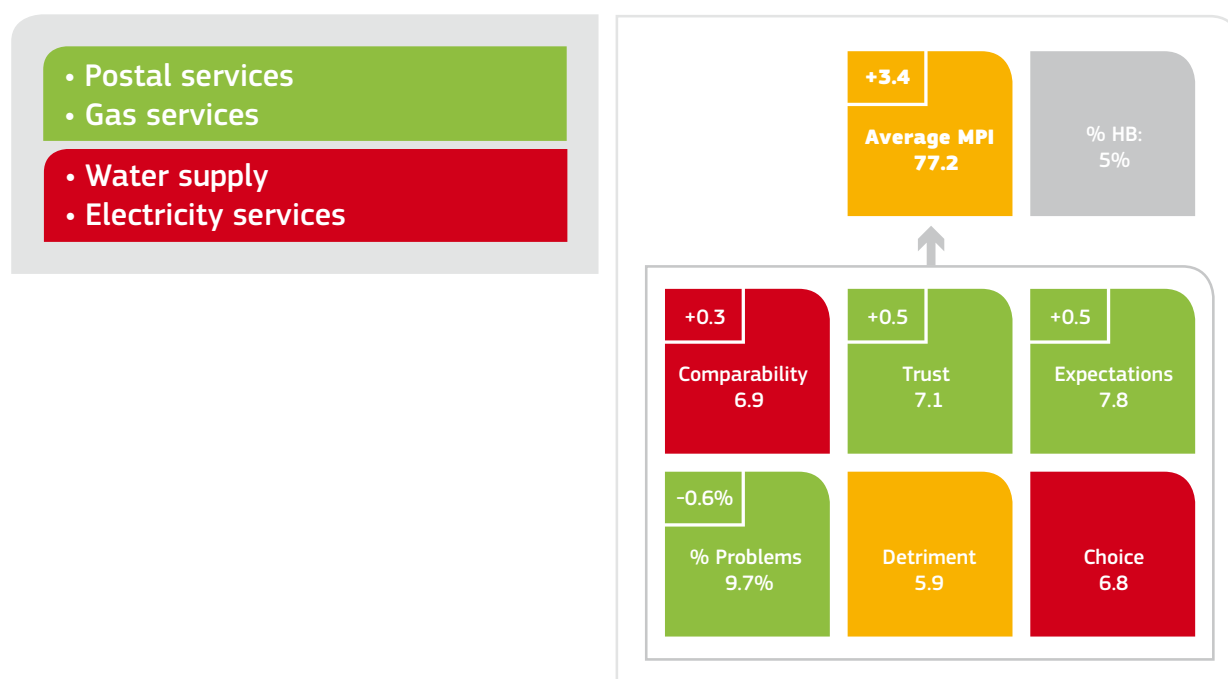 • Postal services
• Gas services
• Water supply
• Electricity services
+3.4
Average MPI
77.2
% HB:
5%
+0.3
Comparability
6.9
+0.5
Trust
7.1
+0.5
Expectations
7.8
-0.6%
% Problems
9.7%
Detriment
5.9
Choice
6.8